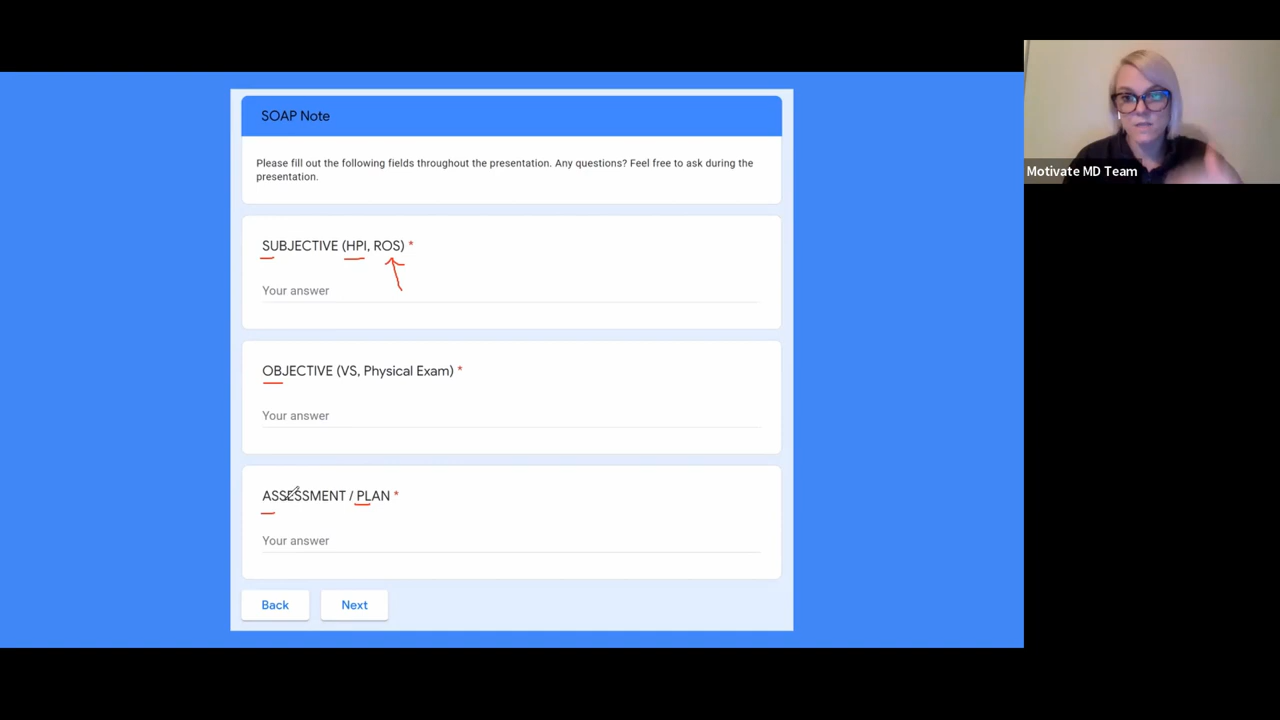 SOAP Note
Please fill out the following fields throughout the presentation. Any questions? Feel free to ask during the
presentation.
SUBJECTIVE (HPI, ROS) *
Your answer
OBJECTIVE (VS, Physical Exam) *
Your answer
ASSESSMENT / PLAN *
Your answer
Back Next
Motivate MD Team